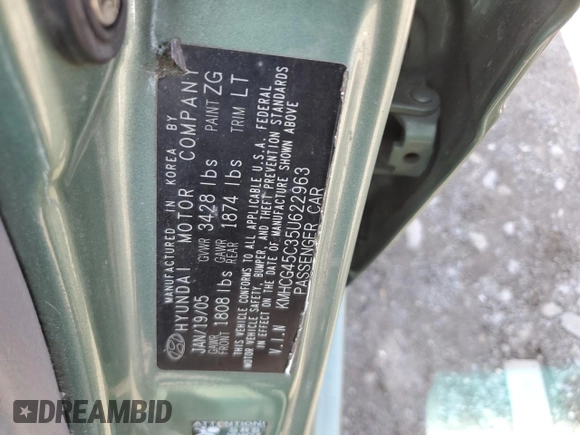 MANUFACTURED IN KOREA BY
HYUNDAI MOTOR COMPANY
JAN/19/05 GVWR 3428 lbs PAINT ZG
GAWR FRONT 1808 lbs GAWR REAR 1874 lbs TRIM LT
THIS VEHICLE CONFORMS TO ALL APPLICABLE U.S.A. FEDERAL
MOTOR VEHICLE SAFETY, BUMPER, AND THEFT PREVENTION STANDARDS
IN EFFECT ON THE DATE OF MANUFACTURE SHOWN ABOVE
V.I.N KMHCG45C35U622963
PASSENGER CAR
ATTENTION!
SRS
DREAMBID